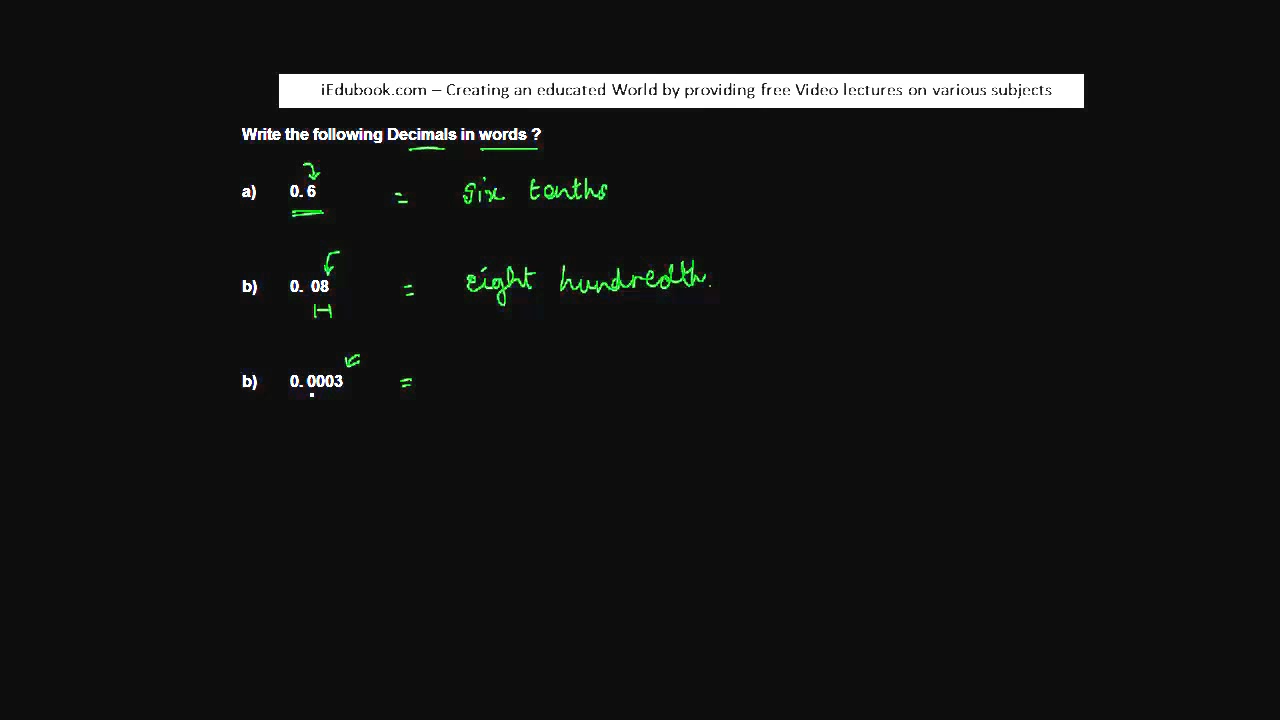 iEdubook.com – Creating an educated World by providing free Video lectures on various subjects
Write the following Decimals in words ?
a) 0. 6 = six tenths
b) 0. 08 = eight hundredth.
H
b) 0. 0003 =